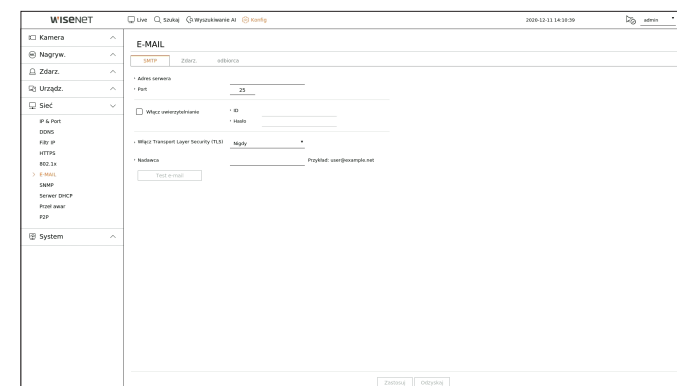 WISENET
Live Szukaj Wyszukiwanie AI Konfig
2020-12-11 14:10:39
admin
Kamera
Nagryw.
Zdarz.
Urządz.
Sieć
IP & Port
DDNS
Filtr IP
HTTPS
802.1x
E-MAIL
SNMP
Serwer DHCP
Przeł awar
P2P
System
E-MAIL
SMTP Zdarz. odbiorca
Adres serwera
Port 25
Włącz uwierzytelnianie
ID
Hasło
Włącz Transport Layer Security (TLS) Nigdy
Nadawca Przykład: user@example.net
Test e-mail
Zastosuj Odzyskaj